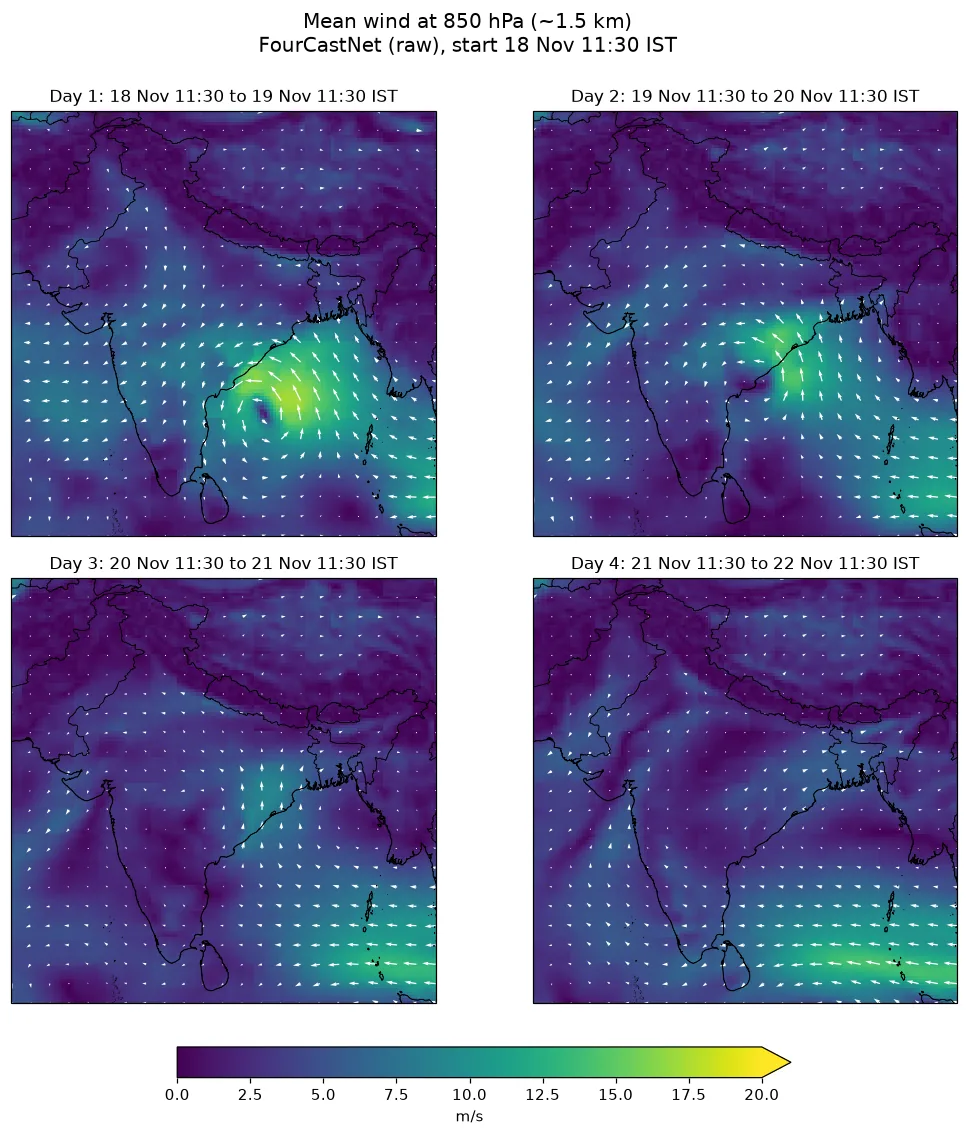 Mean wind at 850 hPa (~1.5 km)
FourCastNet (raw), start 18 Nov 11:30 IST
Day 1: 18 Nov 11:30 to 19 Nov 11:30 IST
Day 2: 19 Nov 11:30 to 20 Nov 11:30 IST
Day 3: 20 Nov 11:30 to 21 Nov 11:30 IST
Day 4: 21 Nov 11:30 to 22 Nov 11:30 IST
0.0 2.5 5.0 7.5 10.0 12.5 15.0 17.5 20.0
m/s